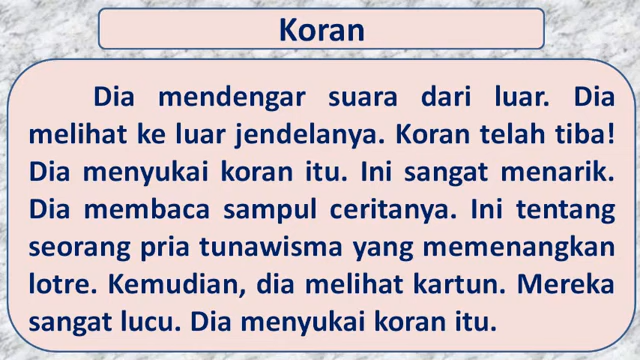 Koran
Dia mendengar suara dari luar. Dia
melihat ke luar jendelanya. Koran telah tiba!
Dia menyukai koran itu. Ini sangat menarik.
Dia membaca sampul ceritanya. Ini tentang
seorang pria tunawisma yang memenangkan
lotre. Kemudian, dia melihat kartun. Mereka
sangat lucu. Dia menyukai koran itu.